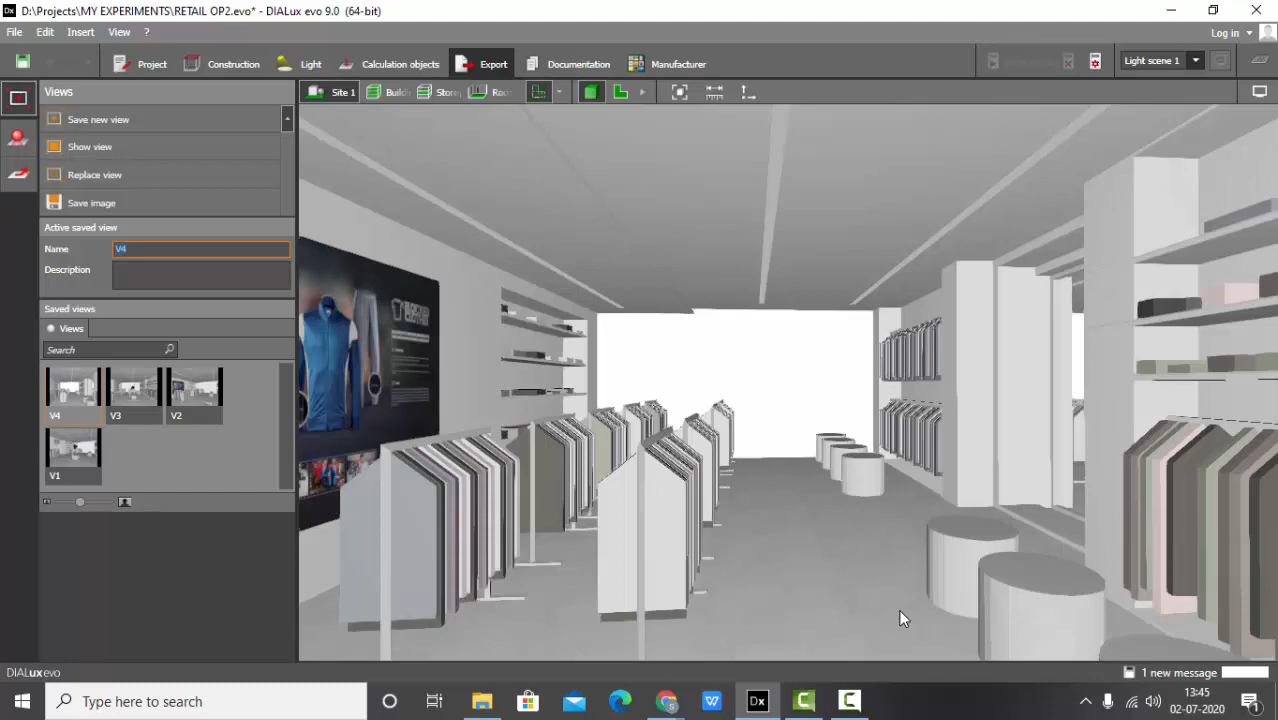 D:\Projects\MY EXPERIMENTS\RETAIL OP2.evo* - DIALux evo 9.0 (64-bit)
File Edit Insert View ?
Log in
Project Construction Light Calculation objects Export Documentation Manufacturer
Light scene 1
Views
Site 1
Save new view
Show view
Replace view
Save image
Active saved view
Name V4
Description
Saved views
Views
Search
V4 V3 V2
V1
DIALux evo
1 new message
Type here to search
Dx
13:45
02-07-2020